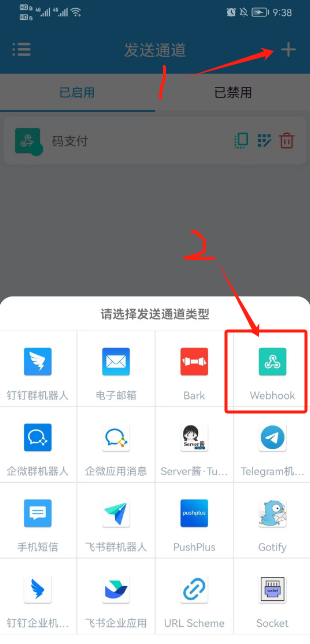 9:38
发送通道
1
已启用
已禁用
码支付
2
请选择发送通道类型
钉钉群机器人
电子邮箱
Bark
Webhook
企微群机器人
企微应用消息
Server酱·Tu...
Telegram机...
手机短信
飞书群机器人
PushPlus
Gotify
钉钉企业机...
飞书企业应用
URL Scheme
Socket